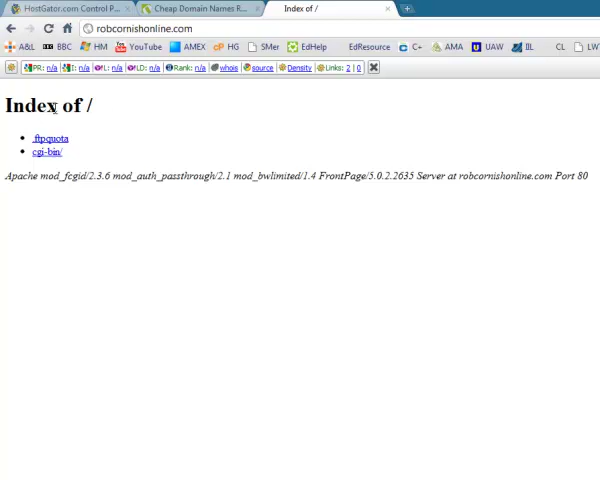 HostGator.com Control P... × Cheap Domain Names R... × Index of / ×
robcornishonline.com
A&L BBC HM YouTube AMEX HG SMer EdHelp EdResource C+ AMA UAW IIL CL LW
PR: n/a I: n/a L: n/a LD: n/a Rank: n/a whois source Density Links: 2 | 0
Index of /
.ftpquota
cgi-bin/
Apache mod_fcgid/2.3.6 mod_auth_passthrough/2.1 mod_bwlimited/1.4 FrontPage/5.0.2.2635 Server at robcornishonline.com Port 80